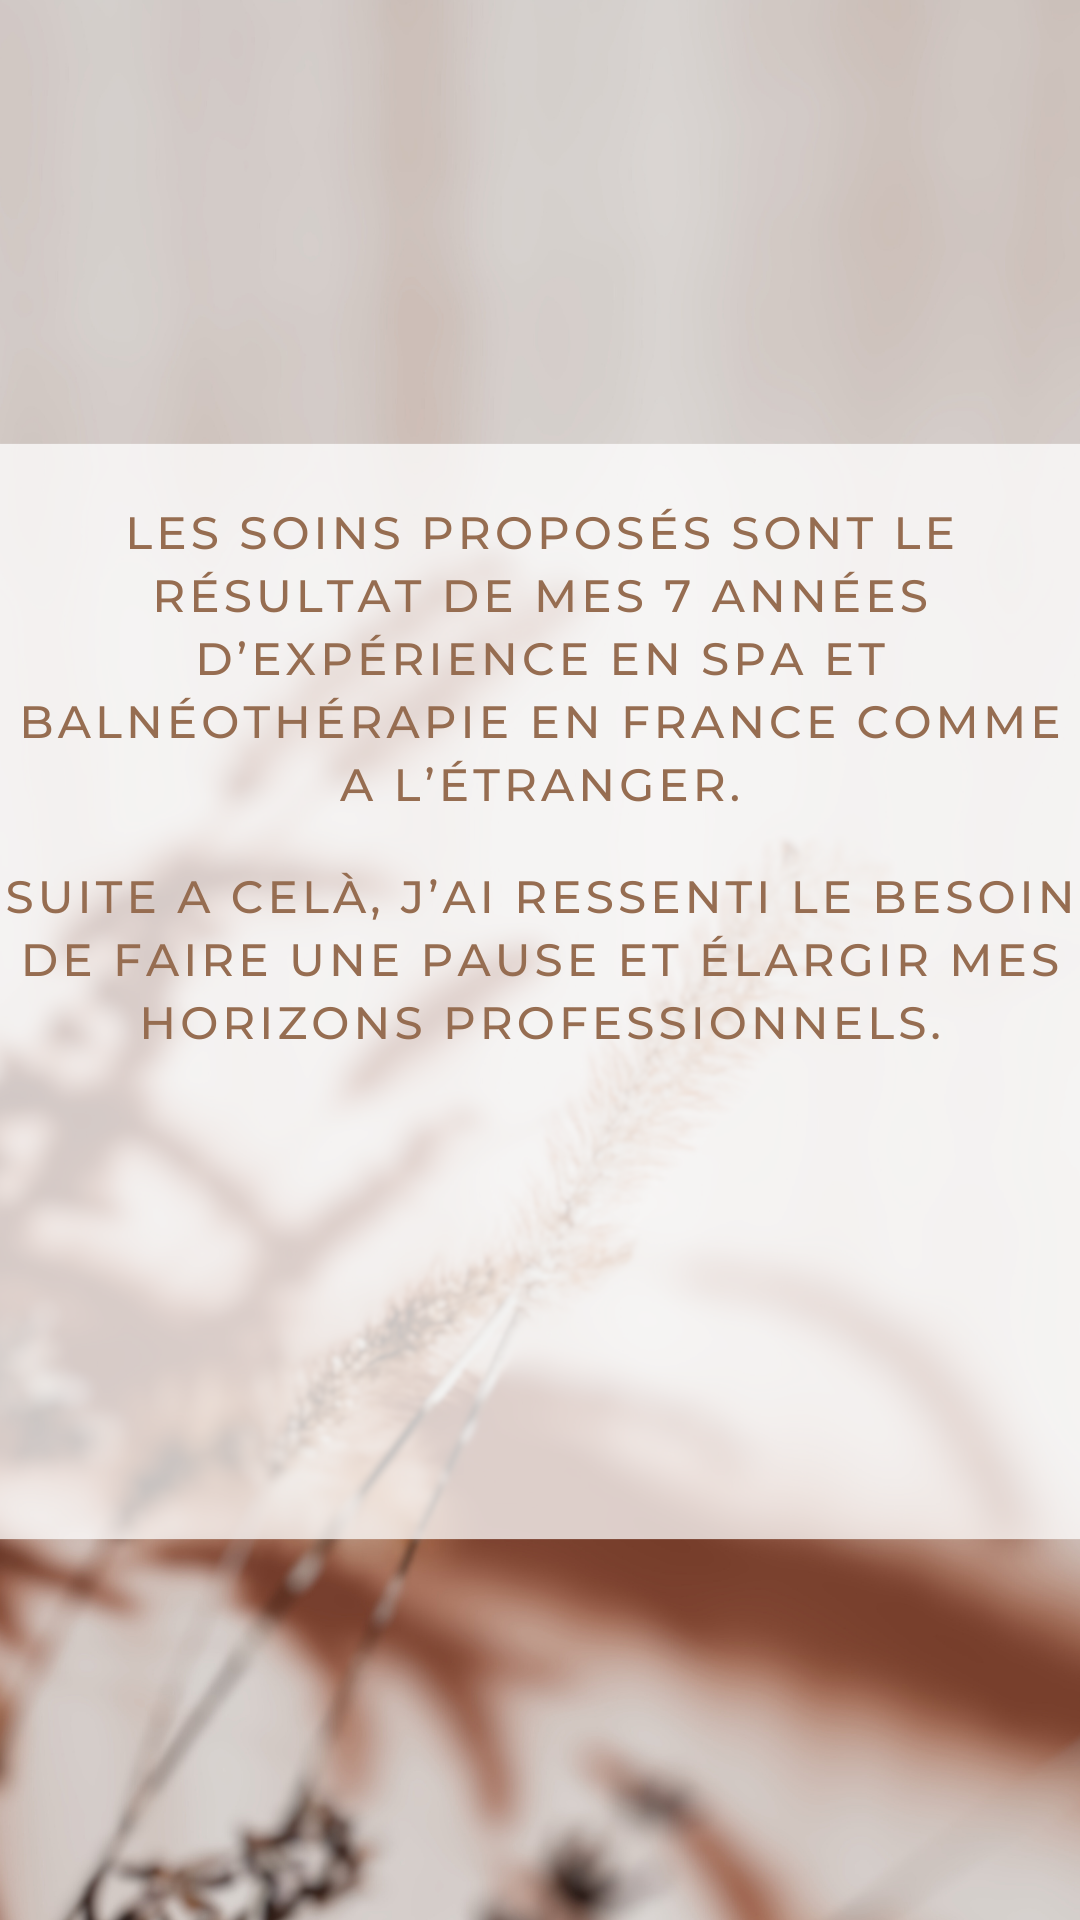 LES SOINS PROPOSÉS SONT LE
RÉSULTAT DE MES 7 ANNÉES
D’EXPÉRIENCE EN SPA ET
BALNÉOTHÉRAPIE EN FRANCE COMME
A L’ÉTRANGER.
SUITE A CELÀ, J’AI RESSENTI LE BESOIN
DE FAIRE UNE PAUSE ET ÉLARGIR MES
HORIZONS PROFESSIONNELS.